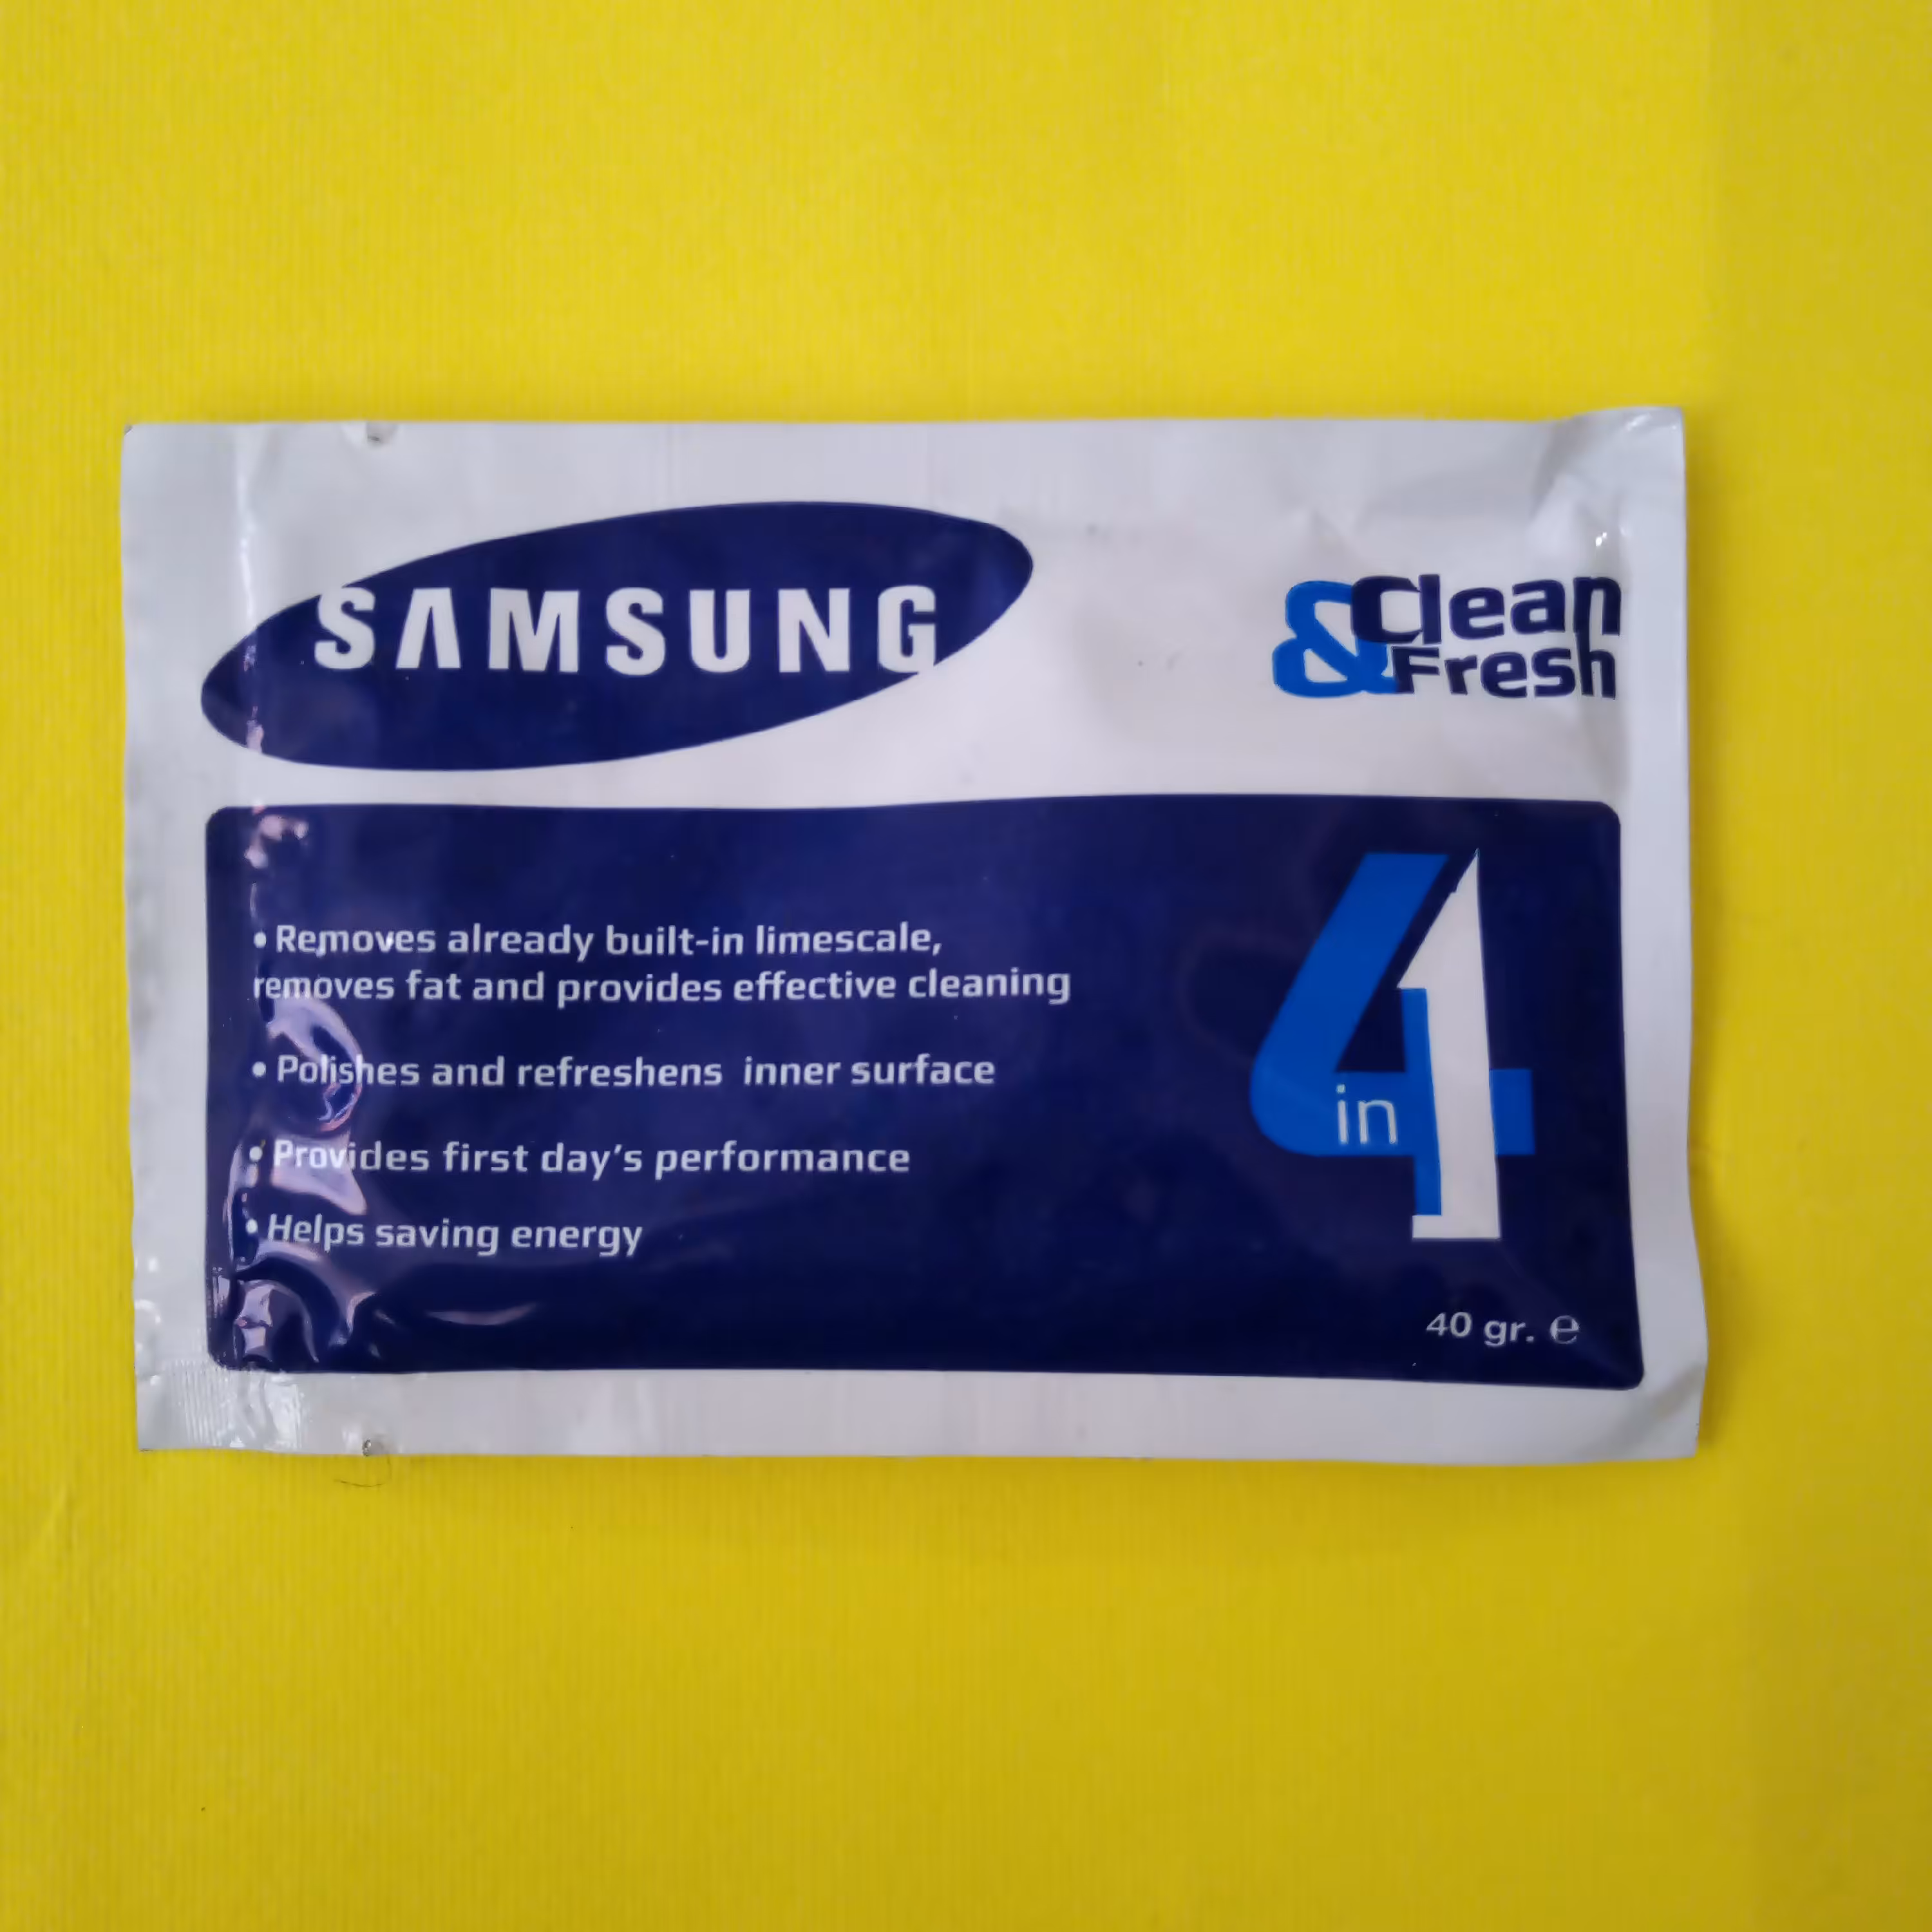 SAMSUNG
Clean
& Fresh
• Removes already built-in limescale,
removes fat and provides effective cleaning
• Polishes and refreshens inner surface
• Provides first day's performance
• Helps saving energy
4 in 1
40 gr. ℮